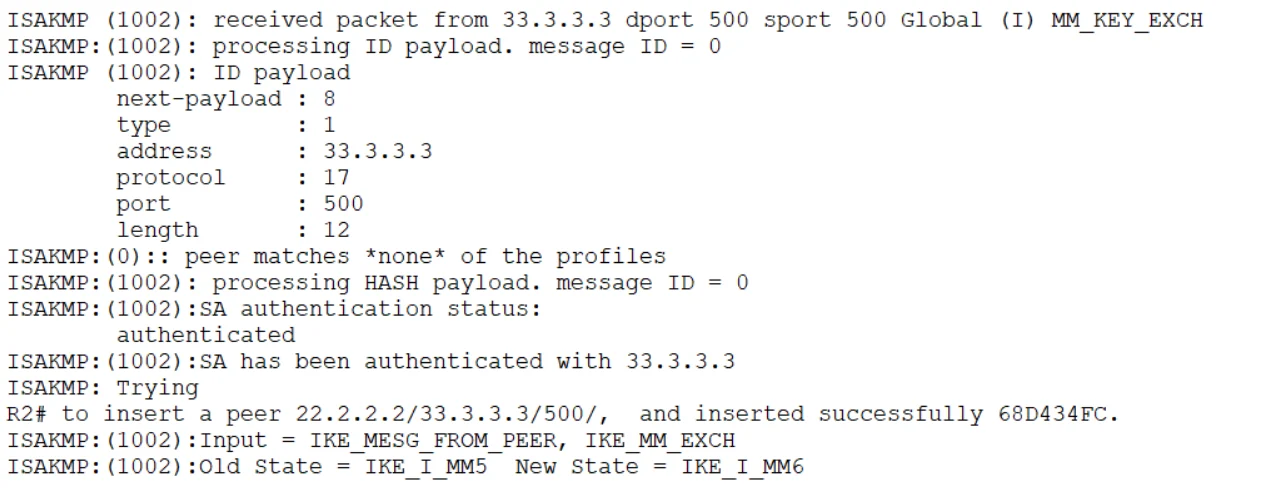 ISAKMP (1002): received packet from 33.3.3.3 dport 500 sport 500 Global (I) MM_KEY_EXCH
ISAKMP:(1002): processing ID payload. message ID = 0
ISAKMP (1002): ID payload
next-payload : 8
type : 1
address : 33.3.3.3
protocol : 17
port : 500
length : 12
ISAKMP:(0):: peer matches *none* of the profiles
ISAKMP:(1002): processing HASH payload. message ID = 0
ISAKMP:(1002):SA authentication status:
authenticated
ISAKMP:(1002):SA has been authenticated with 33.3.3.3
ISAKMP: Trying
R2# to insert a peer 22.2.2.2/33.3.3.3/500/, and inserted successfully 68D434FC.
ISAKMP:(1002):Input = IKE_MESG_FROM_PEER, IKE_MM_EXCH
ISAKMP:(1002):Old State = IKE_I_MM5 New State = IKE_I_MM6